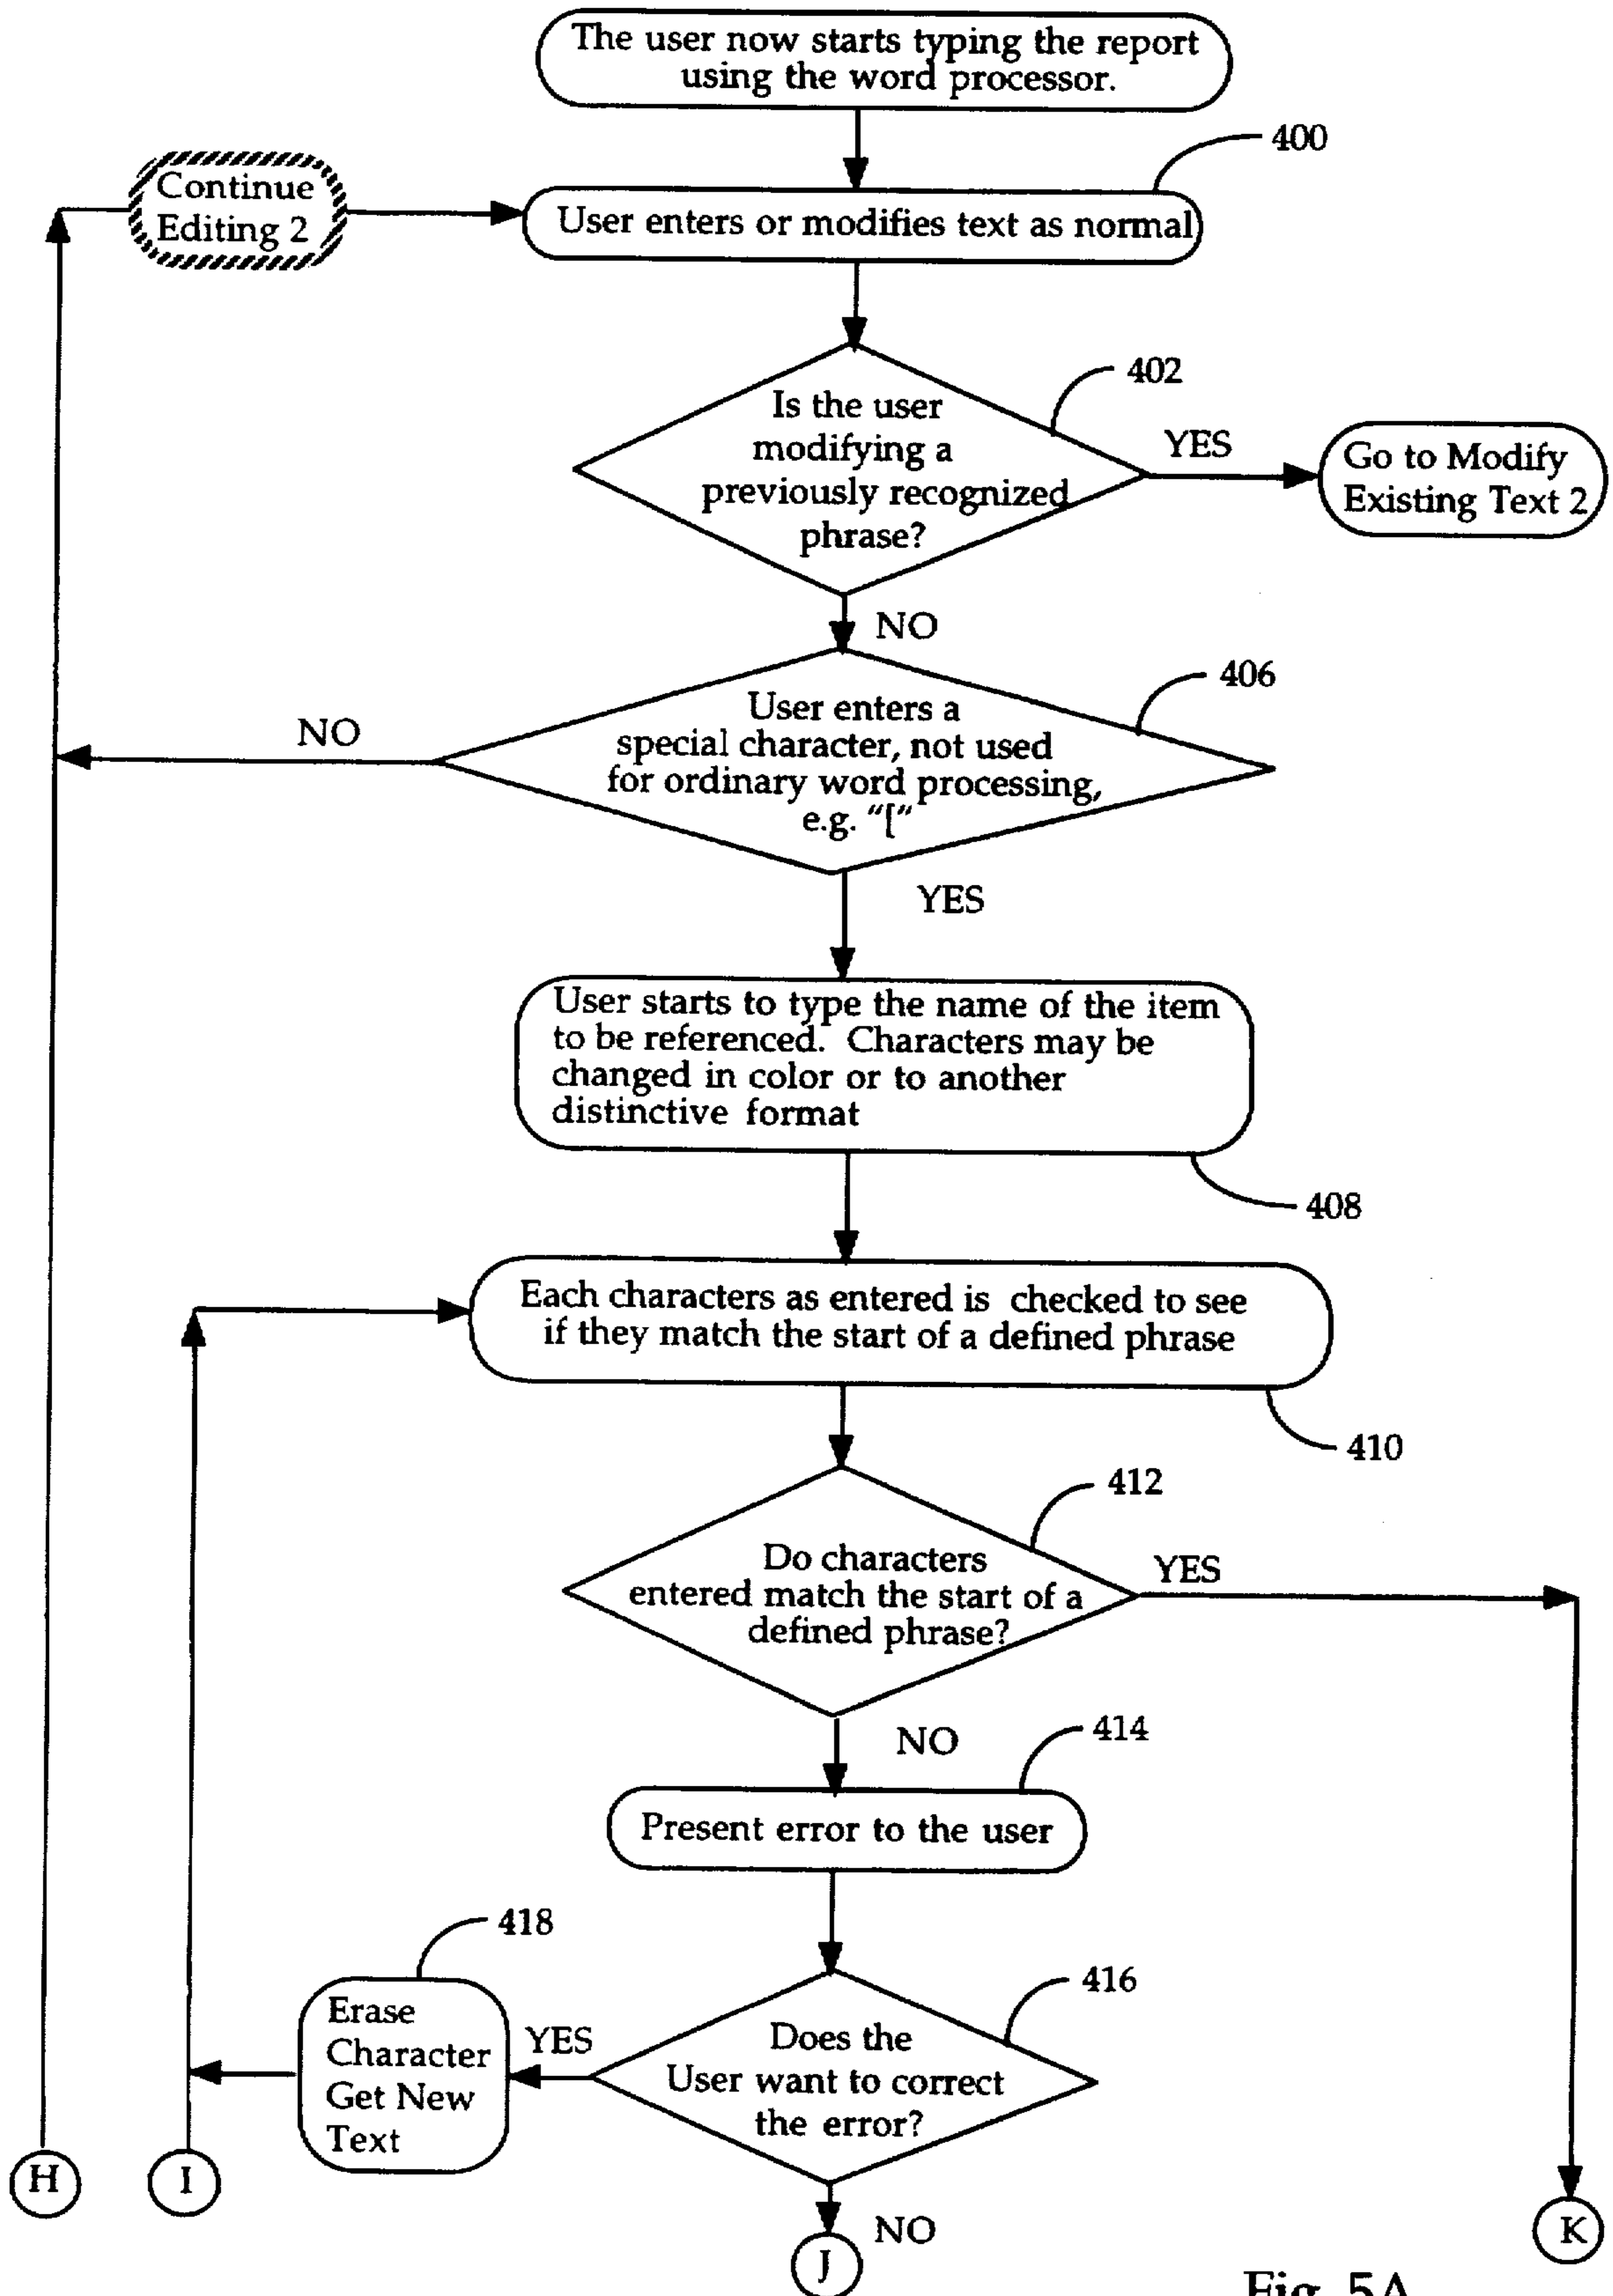 The user now starts typing the report
using the word processor.
400
Continue
Editing 2
User enters or modifies text as normal
402
Is the user
modifying a
previously recognized
phrase?
YES
Go to Modify
Existing Text 2
NO
406
User enters a
special character, not used
for ordinary word processing,
e.g. "["
NO
YES
User starts to type the name of the item
to be referenced. Characters may be
changed in color or to another
distinctive format
408
Each characters as entered is checked to see
if they match the start of a defined phrase
410
412
Do characters
entered match the start of a
defined phrase?
YES
NO
414
Present error to the user
418
416
Erase
Character
Get New
Text
YES
Does the
User want to correct
the error?
H
I
NO
J
K
Fig. 5A